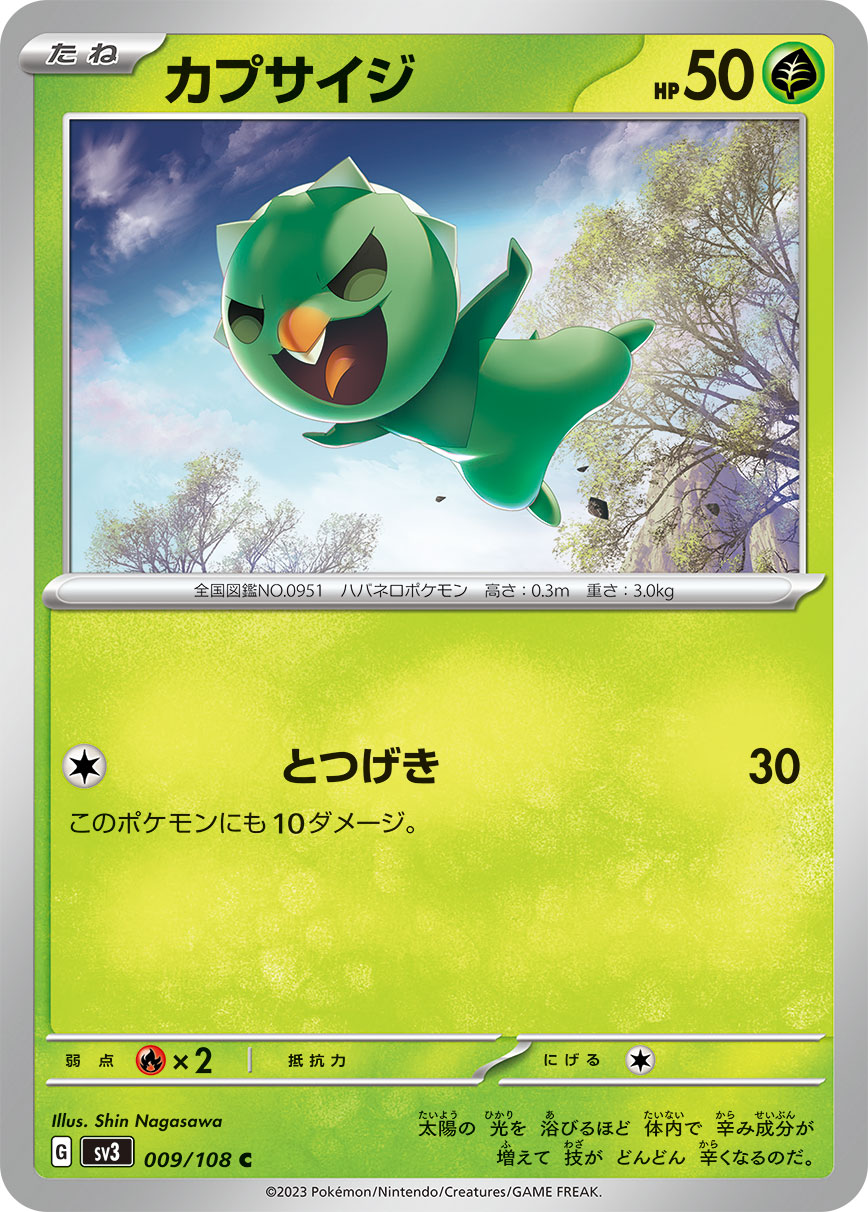 たね
カプサイジ
HP 50
全国図鑑NO.0951 ハバネロポケモン 高さ:0.3m 重さ:3.0kg
とつげき 30
このポケモンにも10ダメージ。
弱点 ×2 抵抗力 にげる
Illus. Shin Nagasawa
太陽の 光を 浴びるほど 体内で 辛み成分が
増えて 技が どんどん 辛くなるのだ。
G sv3 009/108 C
©2023 Pokémon/Nintendo/Creatures/GAME FREAK.